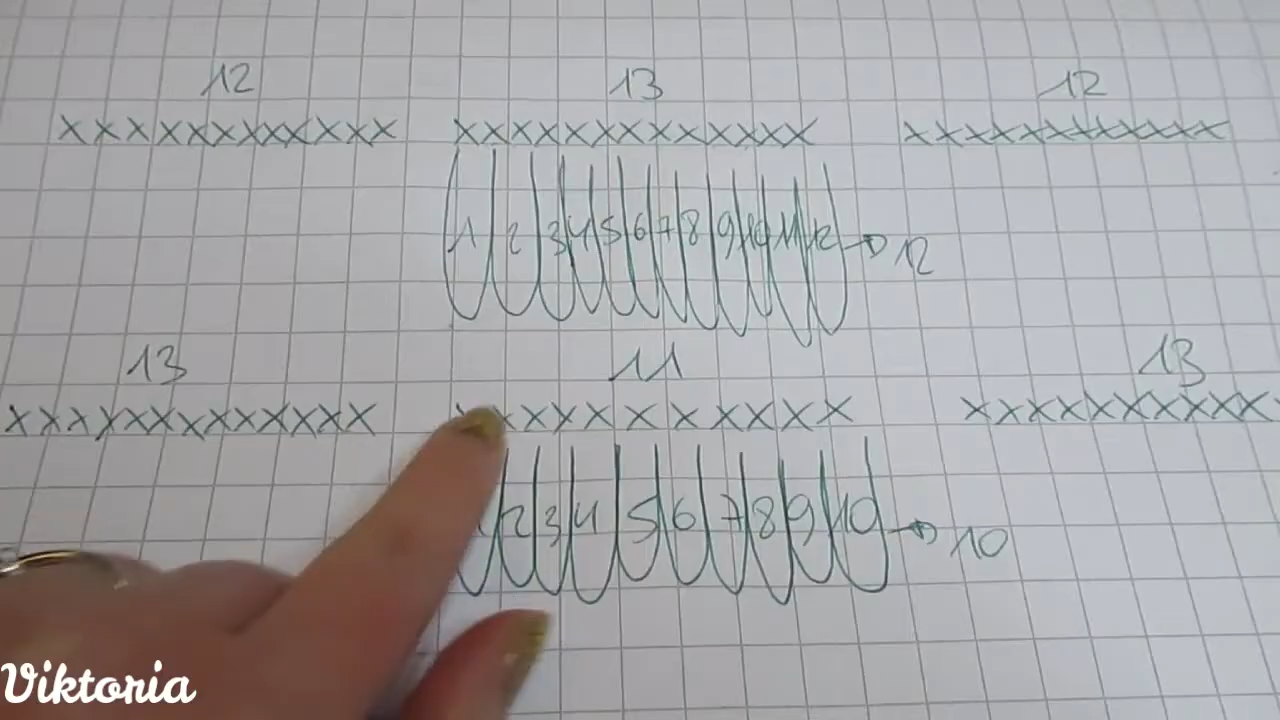 12 13 12
XXXXXXXXXXXX XXXXXXXXXXXXX XXXXXXXXXXXX
1 2 3 4 5 6 7 8 9 10 11 12 → 12
13 11 13
XXXXXXXXXXXXX XXXXXXXXXXX XXXXXXXXXXX
2 3 4 5 6 7 8 9 10 → 10
Viktoria